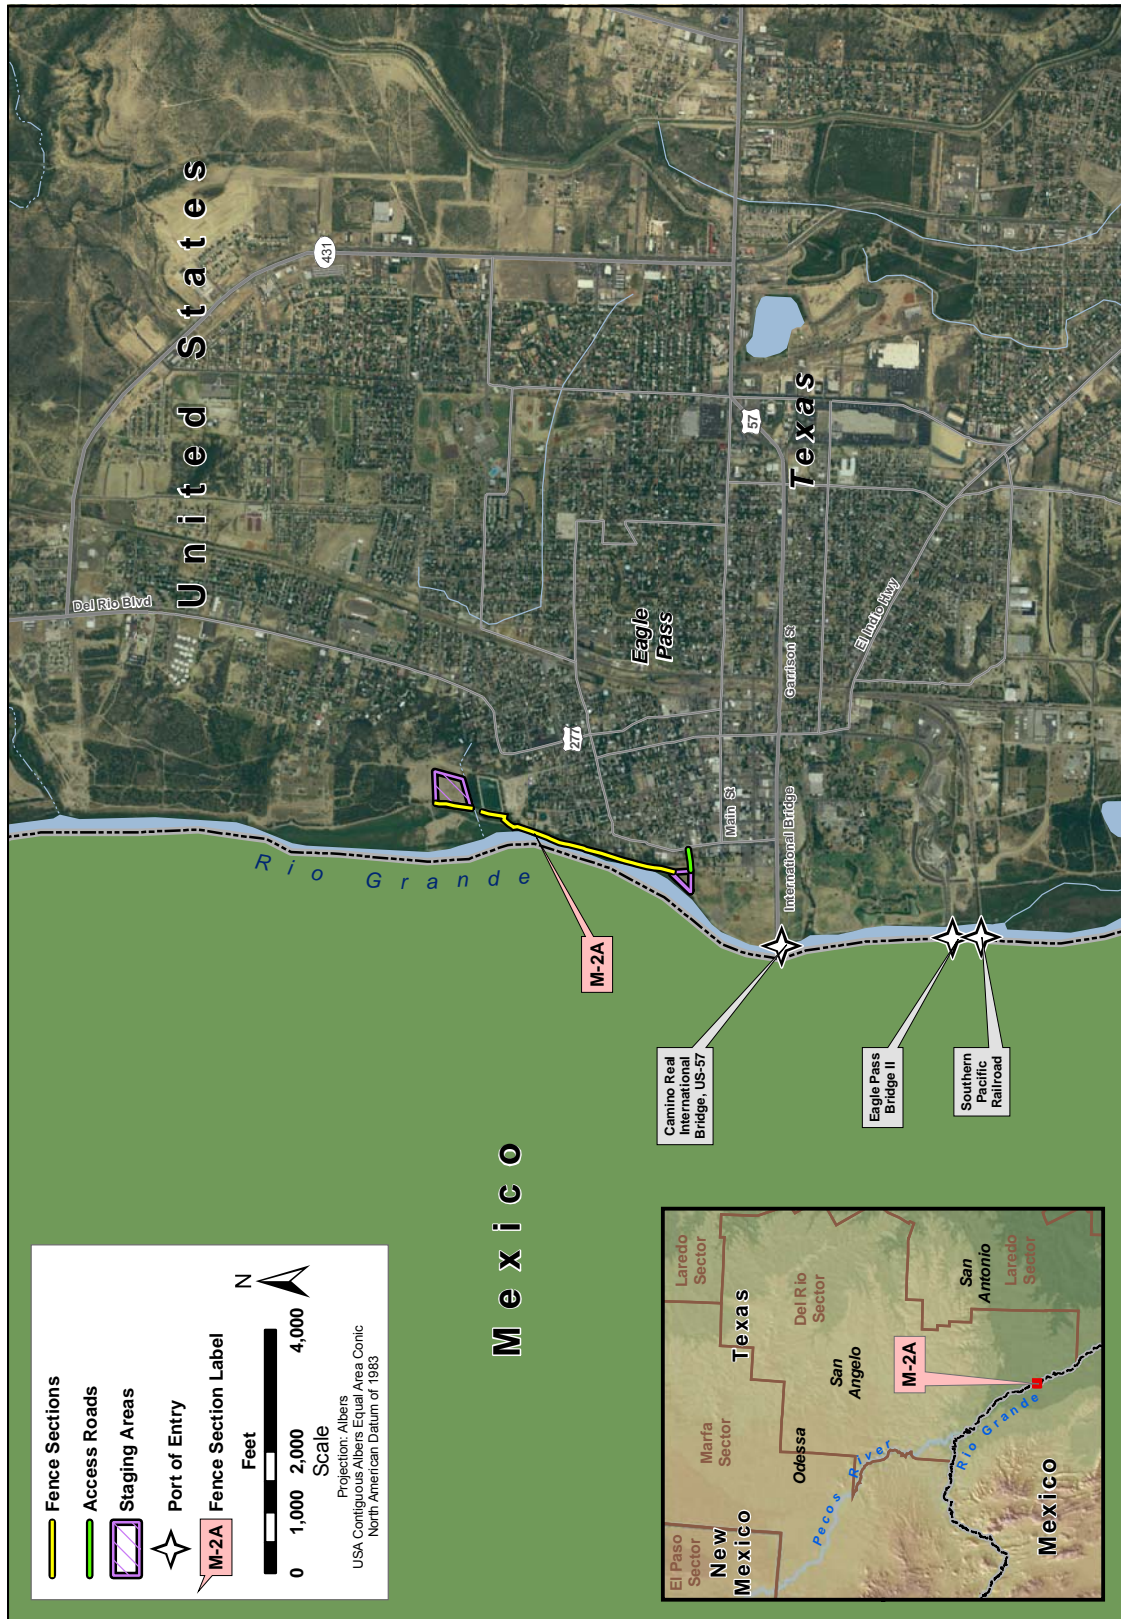 Fence Sections
Access Roads
Staging Areas
Port of Entry
M-2A
Fence Section Label
Feet
N
0
1,000
2,000
4,000
Scale
Projection: Albers
USA Contiguous Albers Equal Area Conic
North American Datum of 1983
United States
Mexico
Texas
Eagle
Pass
Rio Grande
Del Rio Blvd
431
277
57
Main St
Garrison St
El Indio Hwy
International Bridge
M-2A
Camino Real
International
Bridge, US-57
Eagle Pass
Bridge II
Southern
Pacific
Railroad
El Paso
Sector
New
Mexico
Marfa
Sector
Odessa
Pecos River
Laredo
Sector
Texas
Del Rio
Sector
San
Angelo
M-2A
San
Antonio
Laredo
Sector
Rio Grande
Mexico